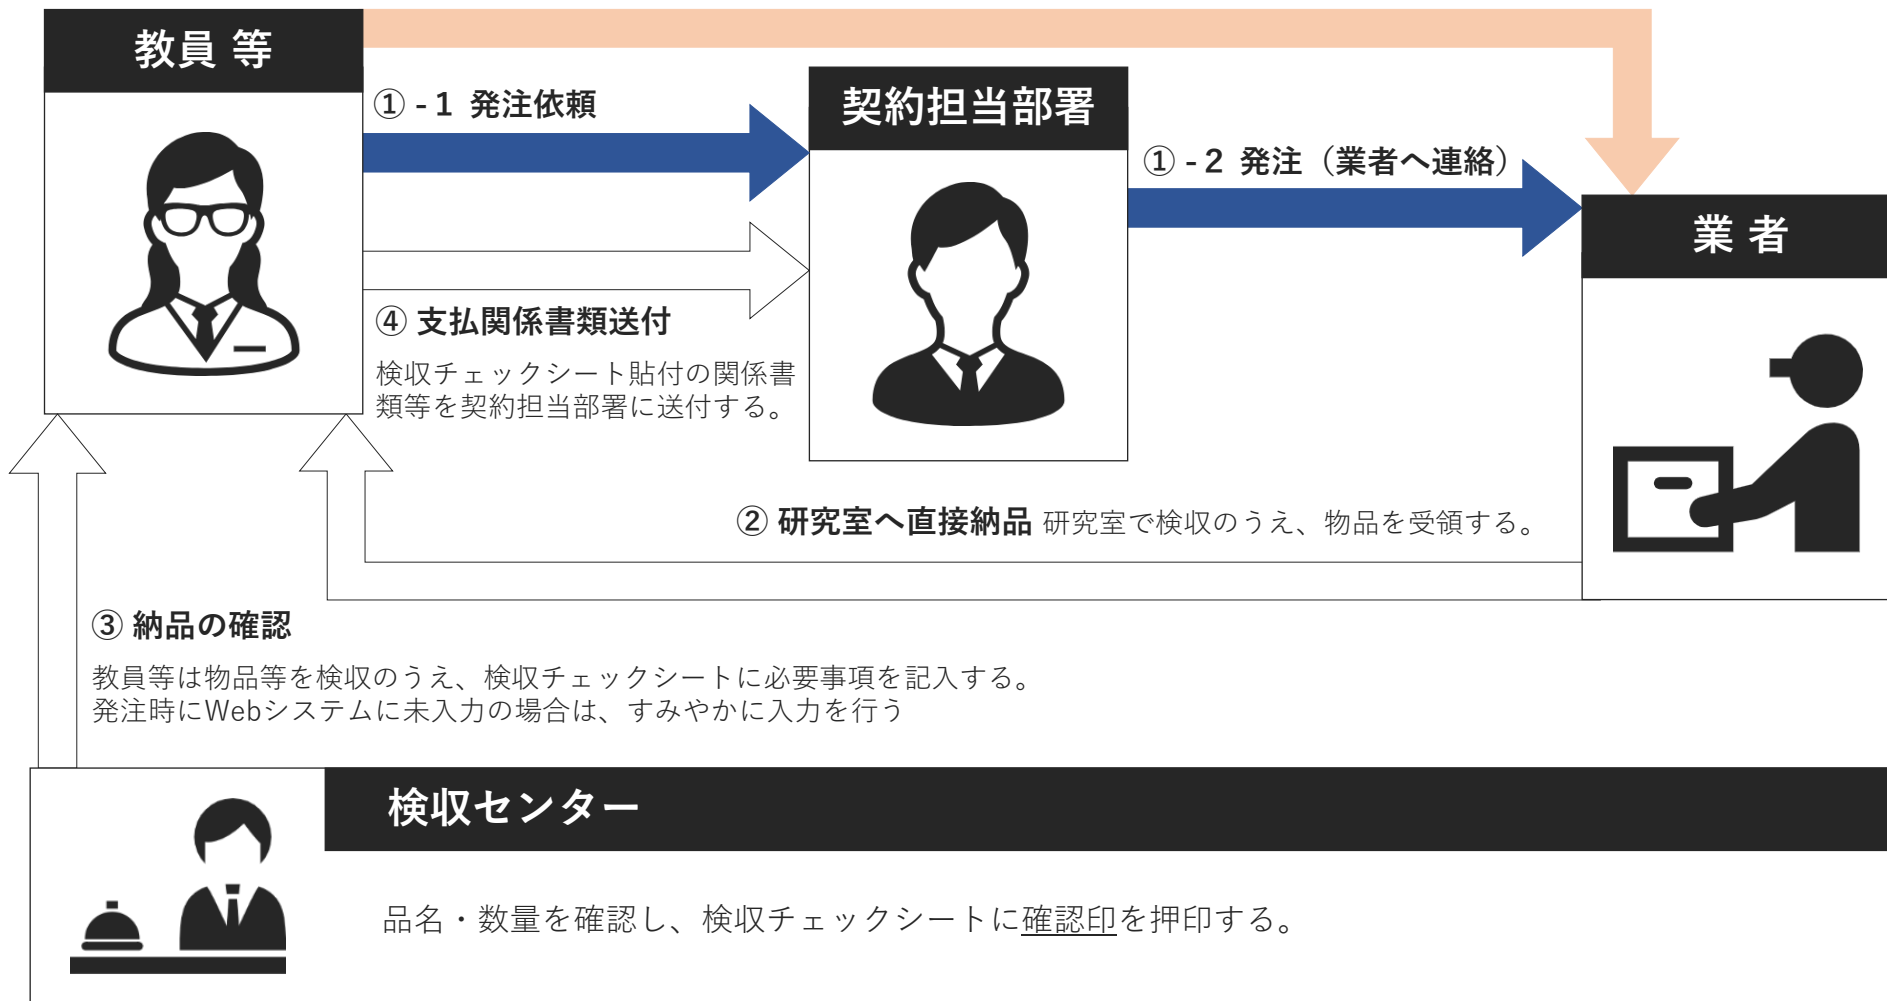 教員 等
① - 1 発注依頼
契約担当部署
① - 2 発注（業者へ連絡）
業 者
④ 支払関係書類送付
検収チェックシート貼付の関係書
類等を契約担当部署に送付する。
② 研究室へ直接納品 研究室で検収のうえ、物品を受領する。
③ 納品の確認
教員等は物品等を検収のうえ、検収チェックシートに必要事項を記入する。
発注時にWebシステムに未入力の場合は、すみやかに入力を行う
検収センター
品名・数量を確認し、検収チェックシートに確認印を押印する。